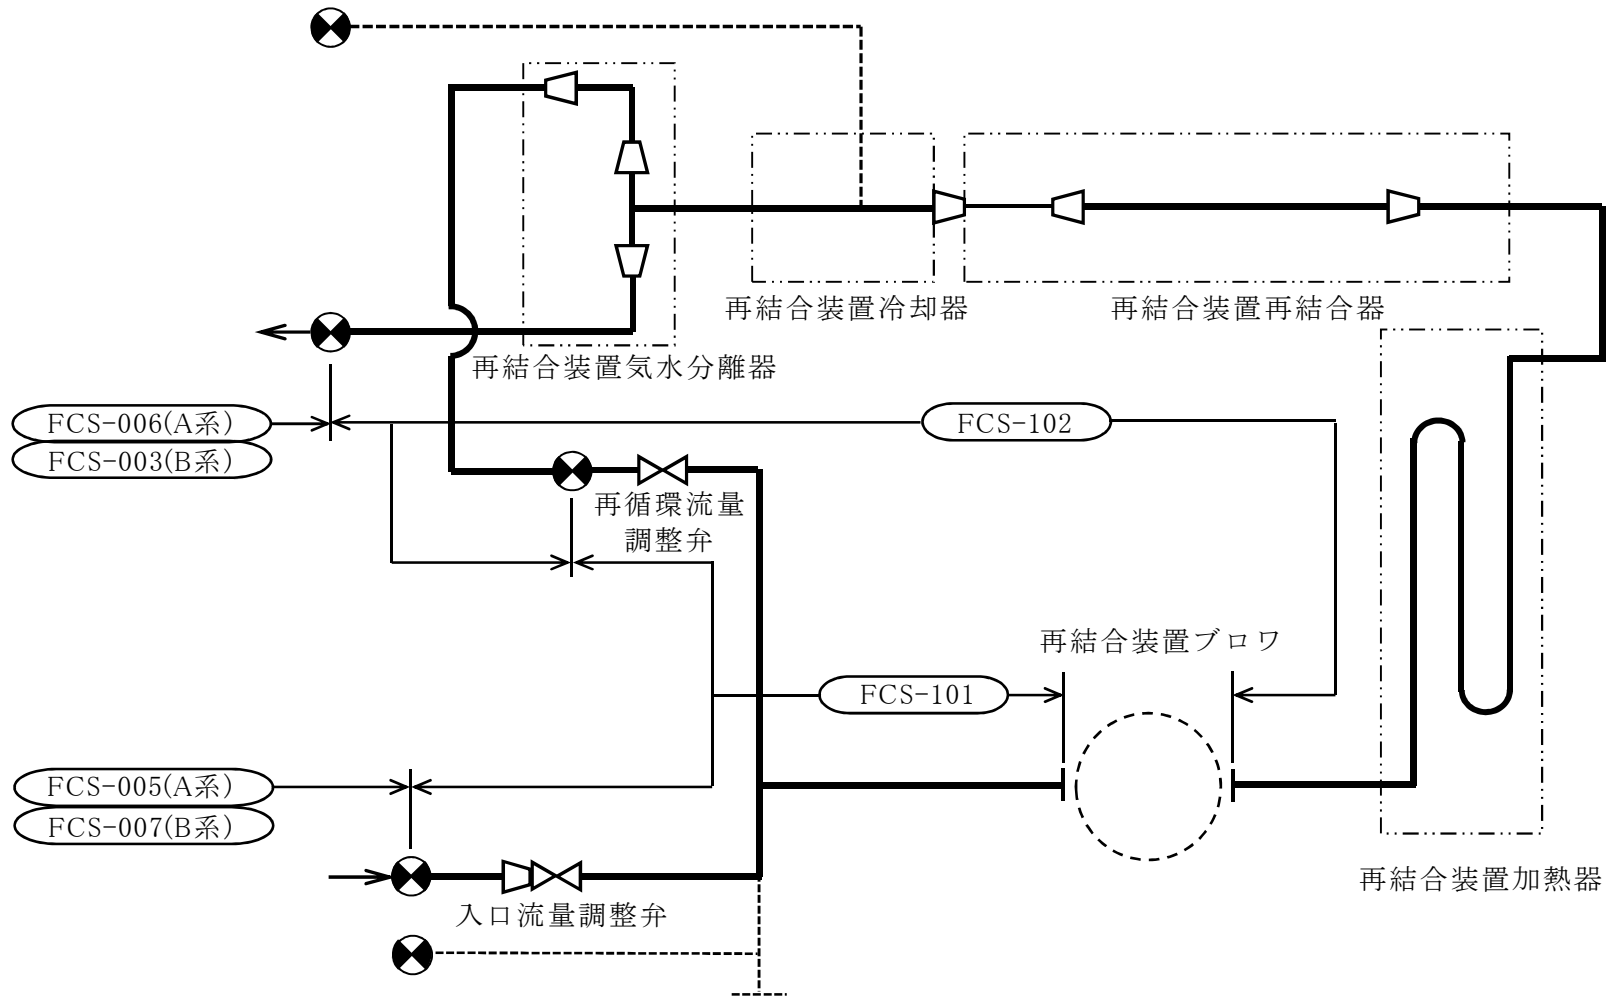 再結合装置冷却器
再結合装置再結合器
再結合装置気水分離器
FCS-006(A系)
FCS-003(B系)
FCS-102
再循環流量
調整弁
再結合装置ブロワ
FCS-101
FCS-005(A系)
FCS-007(B系)
再結合装置加熱器
入口流量調整弁